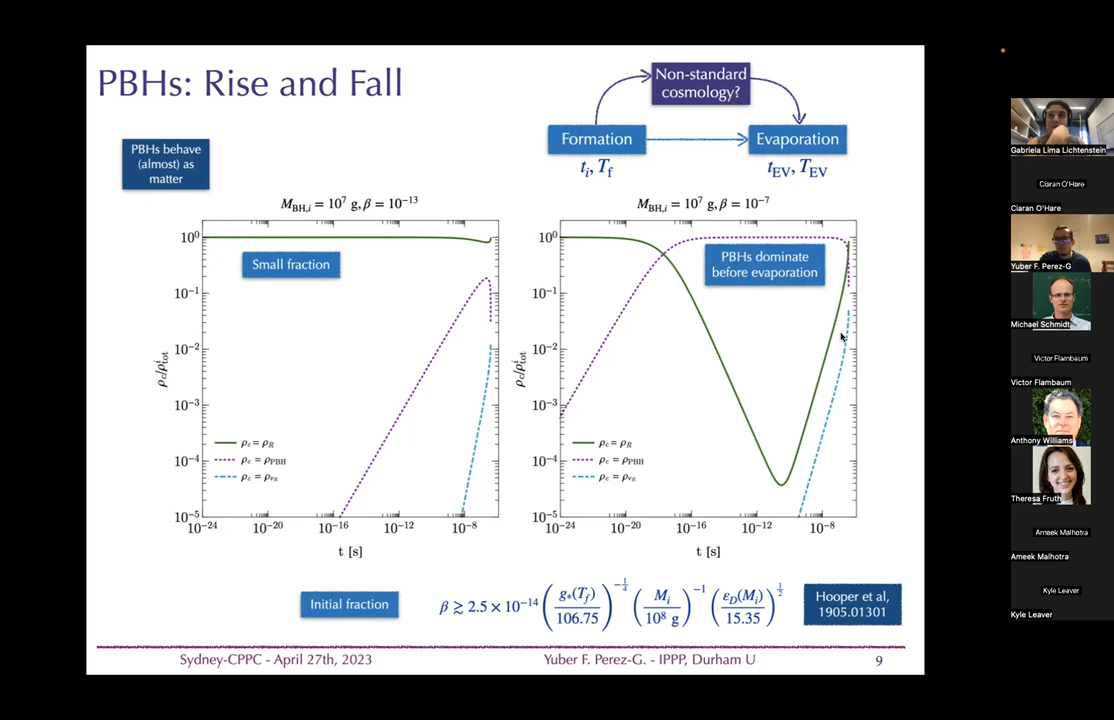 PBHs: Rise and Fall
Non-standard
cosmology?
Formation
Evaporation
t_i, T_f
t_EV, T_EV
PBHs behave
(almost) as
matter
M_BH,i = 10^7 g, β = 10^-13
10^0
10^-1
10^-2
10^-3
10^-4
10^-5
ρ_c/ρ_tot^i
Small fraction
ρ_c = ρ_R
ρ_c = ρ_PBH
ρ_c = ρ_ν_R
10^-24 10^-20 10^-16 10^-12 10^-8
t [s]
M_BH,i = 10^7 g, β = 10^-7
10^0
10^-1
10^-2
10^-3
10^-4
10^-5
ρ_c/ρ_tot^i
PBHs dominate
before evaporation
ρ_c = ρ_R
ρ_c = ρ_PBH
ρ_c = ρ_ν_R
10^-24 10^-20 10^-16 10^-12 10^-8
t [s]
Initial fraction
β ≳ 2.5 × 10^-14 (g_*(T_f)/106.75)^(-1/4) (M_i/10^8 g)^-1 (ε_D(M_i)/15.35)^(1/2)
Hooper et al,
1905.01301
Sydney-CPPC - April 27th, 2023
Yuber F. Perez-G. - IPPP, Durham U
9
Gabriela Lima Lichtenstein
Ciaran O'Hare
Ciaran O'Hare
Yuber F. Perez-G
Michael Schmidt
Victor Flambaum
Victor Flambaum
Anthony Williams
Theresa Fruth
Ameek Malhotra
Ameek Malhotra
Kyle Leaver
Kyle Leaver